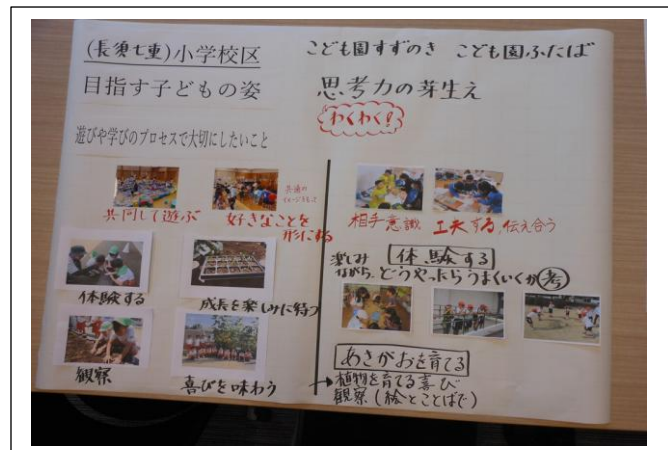 (長須七重)小学校区
こども園すずのき こども園ふたば
目指す子どもの姿
思考力の芽生え
わくわく!
遊びや学びのプロセスで大切にしたいこと
共同して遊ぶ
好きなことを
形にする
体験する
成長を楽しみに待つ
観察
喜びを味わう
相手意識 工夫する、伝え合う
体験する
楽しみ
ながら、どうやったらうまくいくか考
あさがおを育てる
→植物を育てる喜び
観察(絵とことばで)